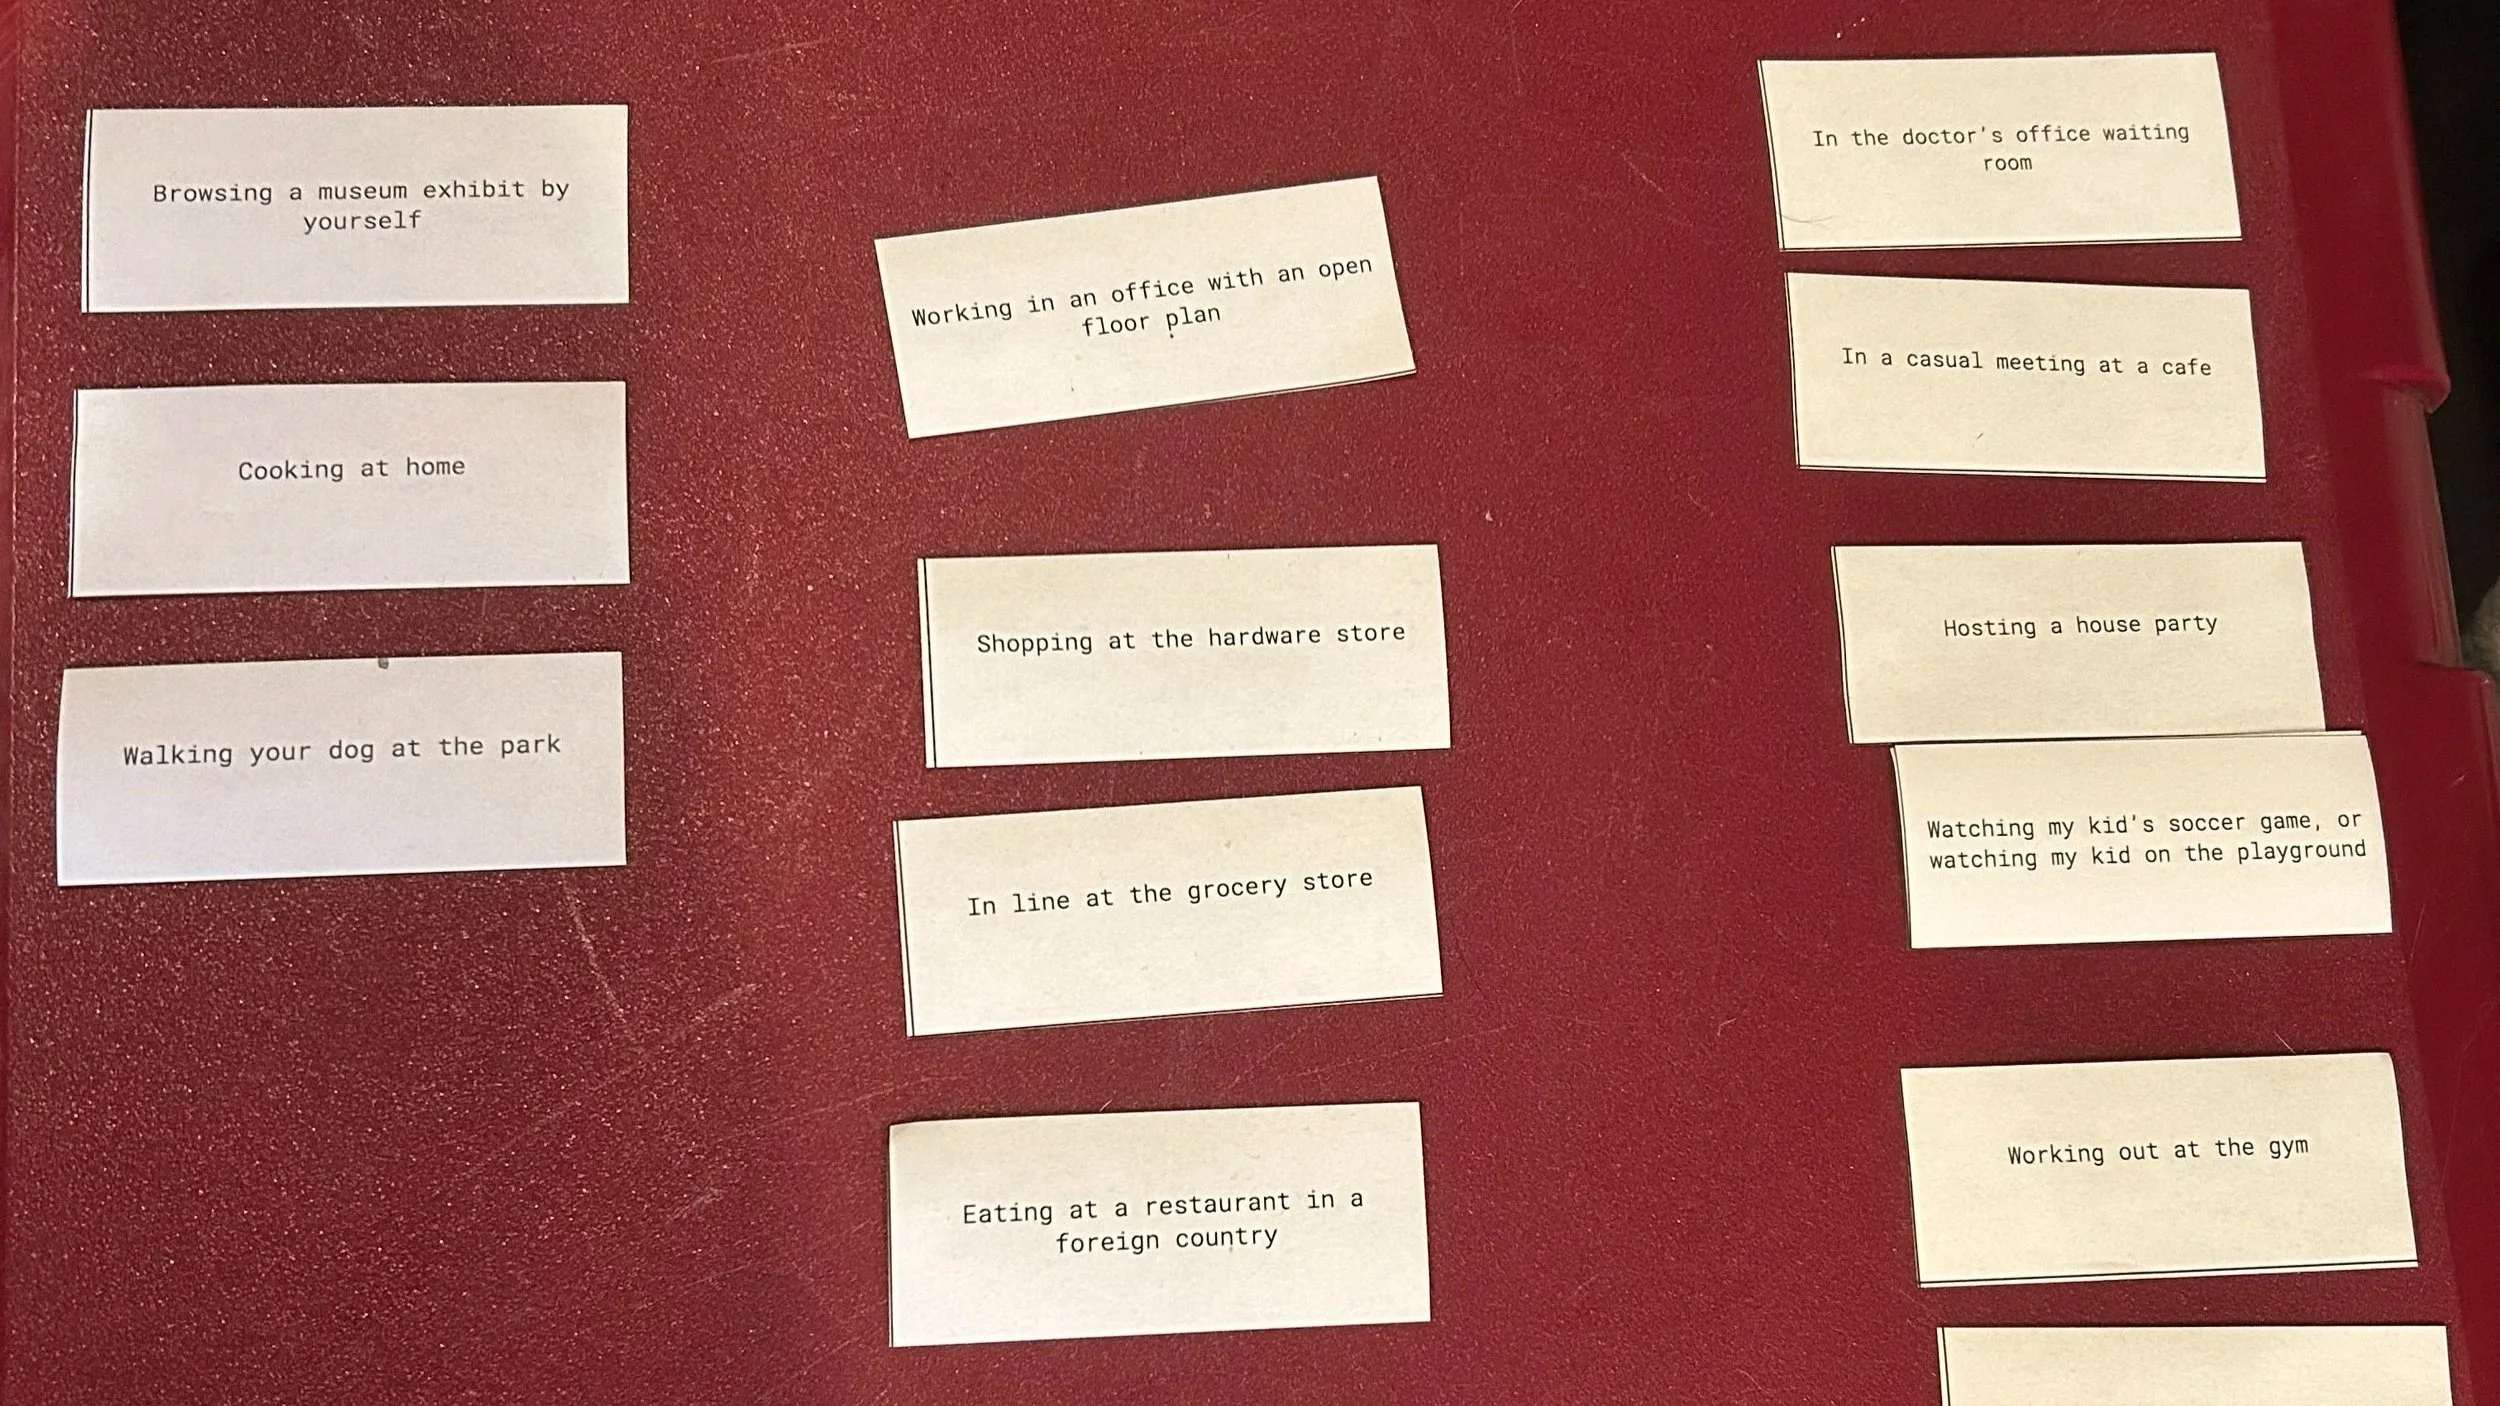 Browsing a museum exhibit by
yourself
Cooking at home
Walking your dog at the park
Working in an office with an open
floor plan
Shopping at the hardware store
In line at the grocery store
Eating at a restaurant in a
foreign country
In the doctor's office waiting
room
In a casual meeting at a cafe
Hosting a house party
Watching my kid's soccer game, or
watching my kid on the playground
Working out at the gym